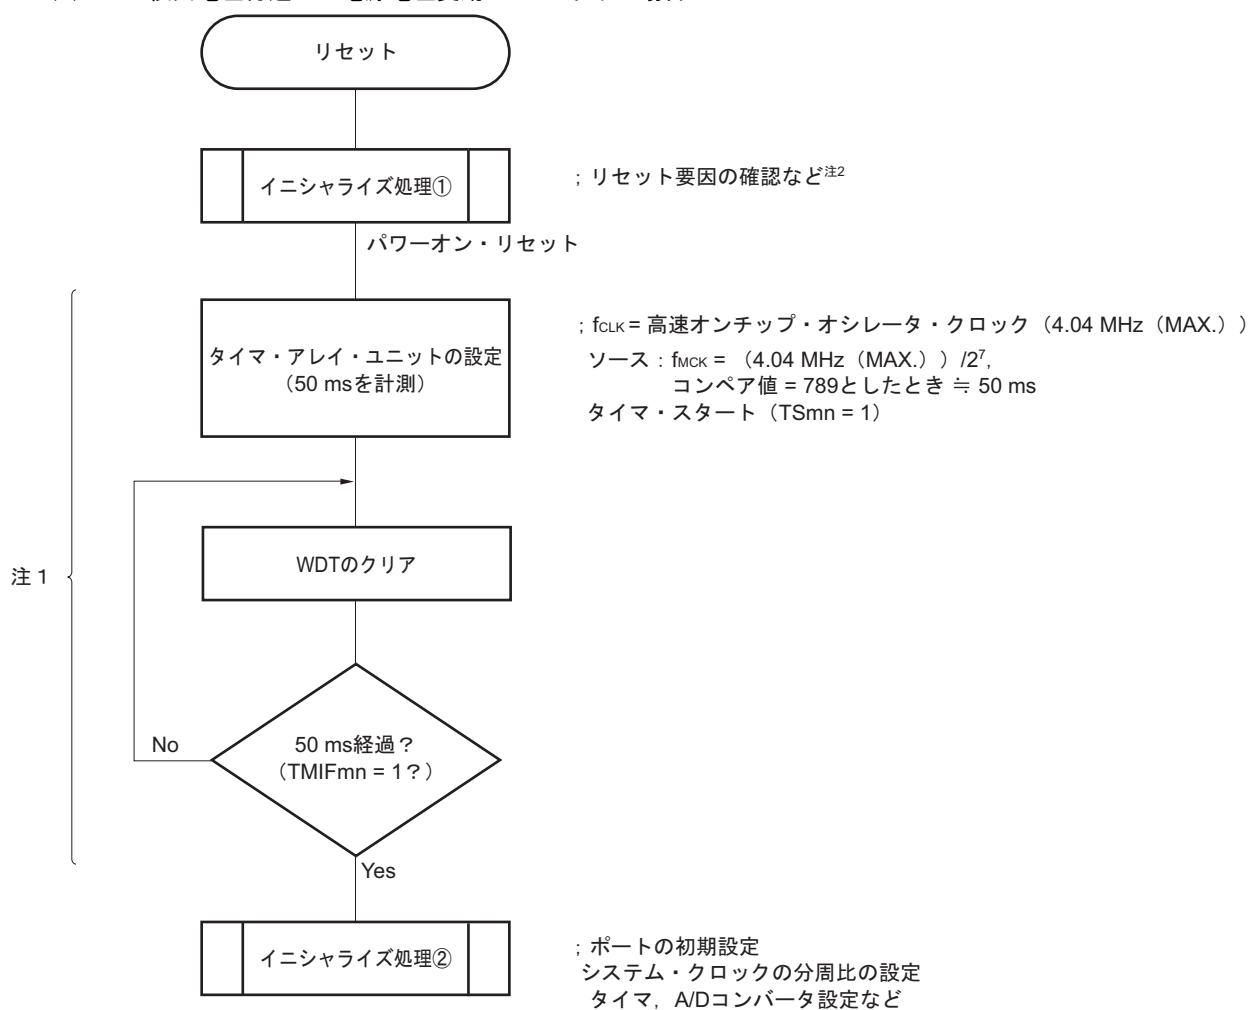 リセット
イニシャライズ処理①
; リセット要因の確認など注2
パワーオン・リセット
タイマ・アレイ・ユニットの設定
（50 msを計測）
; fCLK = 高速オンチップ・オシレータ・クロック（4.04 MHz（MAX.））
ソース : fMCK = （4.04 MHz（MAX.））/2⁷,
コンペア値 = 789としたとき ≒ 50 ms
タイマ・スタート（TSmn = 1）
注1
WDTのクリア
No
50 ms経過？
（TMIFmn = 1？）
Yes
イニシャライズ処理②
; ポートの初期設定
システム・クロックの分周比の設定
タイマ，A/Dコンバータ設定など